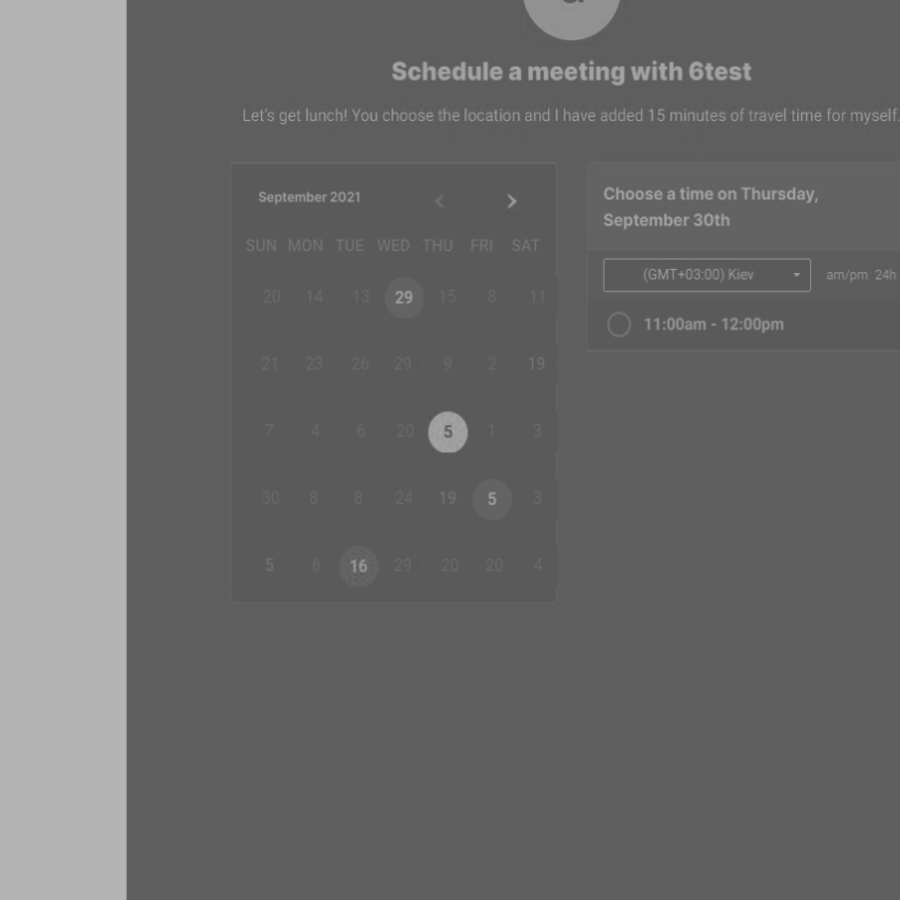 Schedule a meeting with 6test
Let's get lunch! You choose the location and I have added 15 minutes of travel time for myself.
September 2021
SUN MON TUE WED THU FRI SAT
20 14 13 29 15 8 11
21 23 26 29 9 2 19
7 4 6 20 5 1 3
30 8 8 24 19 5 3
5 6 16 29 20 20 4
Choose a time on Thursday,
September 30th
(GMT+03:00) Kiev am/pm 24h
11:00am - 12:00pm